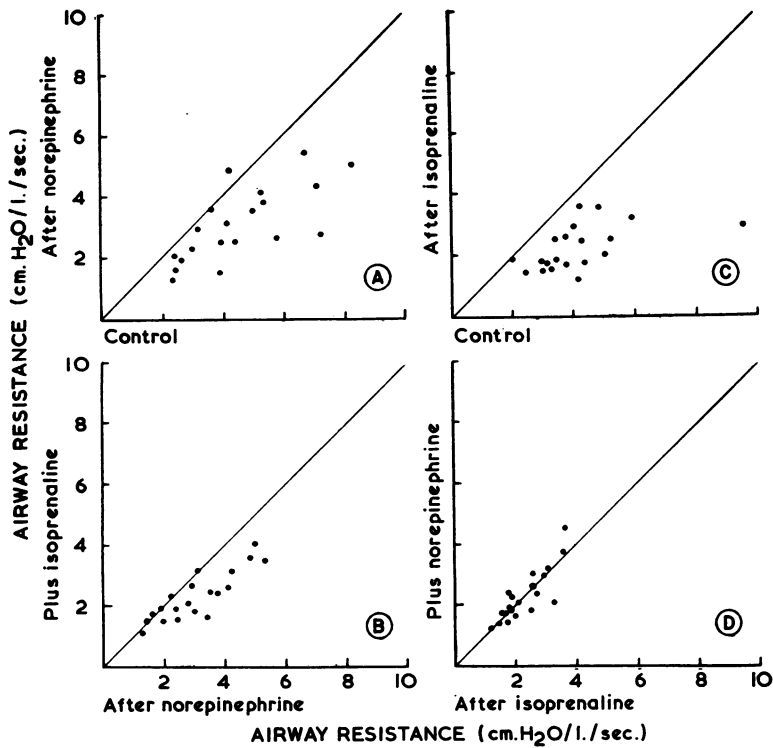 AIRWAY RESISTANCE (cm. H2O/l./sec.)
After norepinephrine
10
8
6
4
2
A
Control
After isoprenaline
C
Control
Plus isoprenaline
10
8
6
4
2
B
2 4 6 8 10
After norepinephrine
Plus norepinephrine
D
2 4 6 8 10
After isoprenaline
AIRWAY RESISTANCE (cm.H2O/l./sec.)